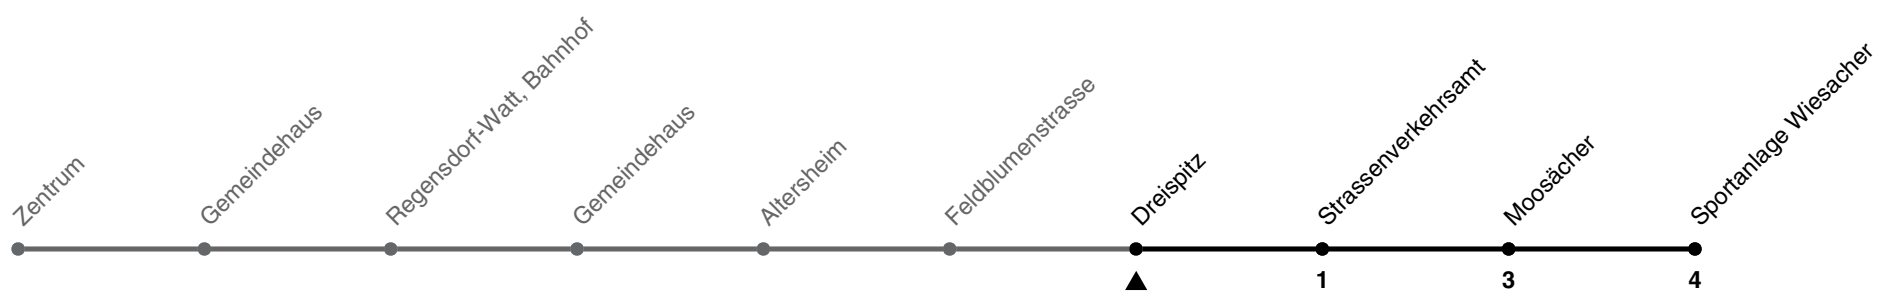 Zentrum
Gemeindehaus
Regensdorf-Watt, Bahnhof
Gemeindehaus
Altersheim
Feldblumenstrasse
Dreispitz
Strassenverkehrsamt
Moosächer
Sportanlage Wiesacher
1
3
4